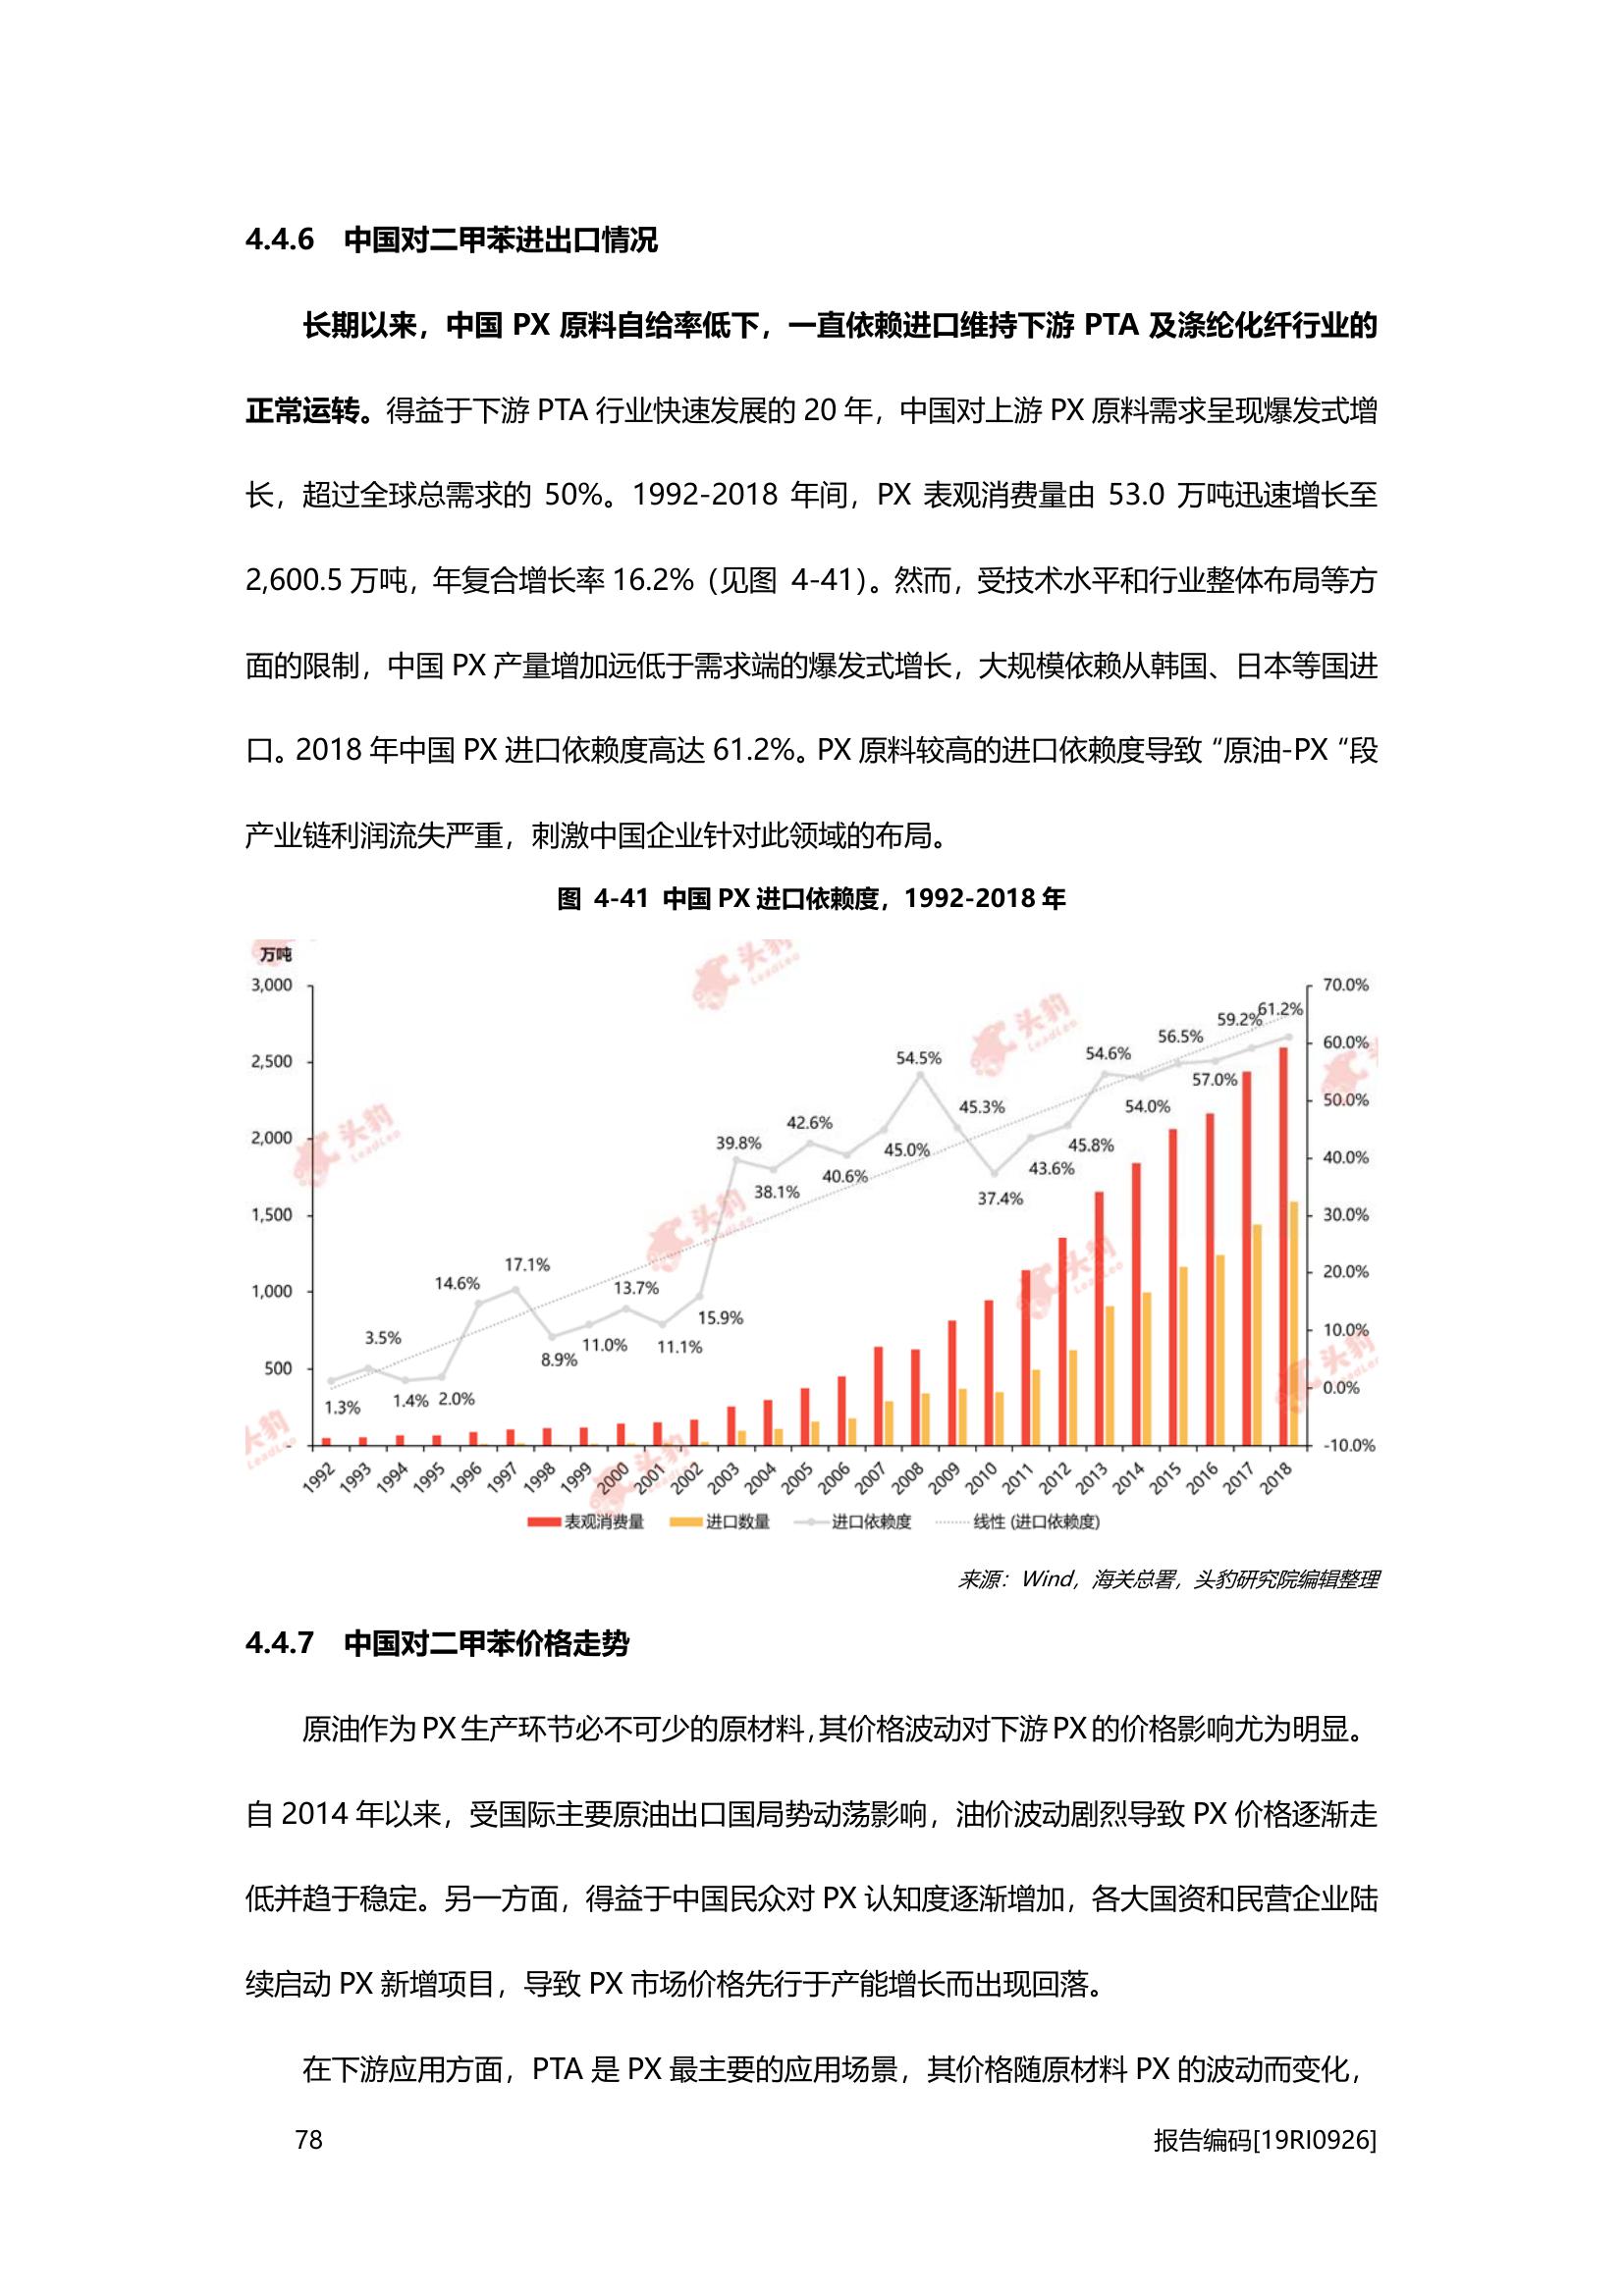 4.4.6 中国对二甲苯进出口情况
长期以来，中国 PX 原料自给率低下，一直依赖进口维持下游 PTA 及涤纶化纤行业的
正常运转。得益于下游 PTA 行业快速发展的 20 年，中国对上游 PX 原料需求呈现爆发式增
长，超过全球总需求的 50%。1992-2018 年间，PX 表观消费量由 53.0 万吨迅速增长至
2,600.5 万吨，年复合增长率 16.2%（见图 4-41）。然而，受技术水平和行业整体布局等方
面的限制，中国 PX 产量增加远低于需求端的爆发式增长，大规模依赖从韩国、日本等国进
口。2018 年中国 PX 进口依赖度高达 61.2%。PX 原料较高的进口依赖度导致 “原油-PX “段
产业链利润流失严重，刺激中国企业针对此领域的布局。
图 4-41 中国 PX 进口依赖度，1992-2018 年
万吨
3,000
2,500
2,000
1,500
1,000
500
-
70.0%
60.0%
50.0%
40.0%
30.0%
20.0%
10.0%
0.0%
-10.0%
1.3%
3.5%
1.4%
2.0%
14.6%
17.1%
8.9%
11.0%
13.7%
11.1%
15.9%
39.8%
38.1%
42.6%
40.6%
45.0%
54.5%
45.3%
37.4%
43.6%
45.8%
54.6%
54.0%
56.5%
57.0%
59.2%
61.2%
1992 1993 1994 1995 1996 1997 1998 1999 2000 2001 2002 2003 2004 2005 2006 2007 2008 2009 2010 2011 2012 2013 2014 2015 2016 2017 2018
表观消费量 进口数量 进口依赖度 线性 (进口依赖度)
头豹
LeadLeo
头豹
LeadLeo
头豹
LeadLeo
头豹
LeadLeo
头豹
头豹
头豹
来源：Wind，海关总署，头豹研究院编辑整理
4.4.7 中国对二甲苯价格走势
原油作为 PX 生产环节必不可少的原材料，其价格波动对下游 PX 的价格影响尤为明显。
自 2014 年以来，受国际主要原油出口国局势动荡影响，油价波动剧烈导致 PX 价格逐渐走
低并趋于稳定。另一方面，得益于中国民众对 PX 认知度逐渐增加，各大国资和民营企业陆
续启动 PX 新增项目，导致 PX 市场价格先行于产能增长而出现回落。
在下游应用方面，PTA 是 PX 最主要的应用场景，其价格随原材料 PX 的波动而变化，
78
报告编码[19RI0926]